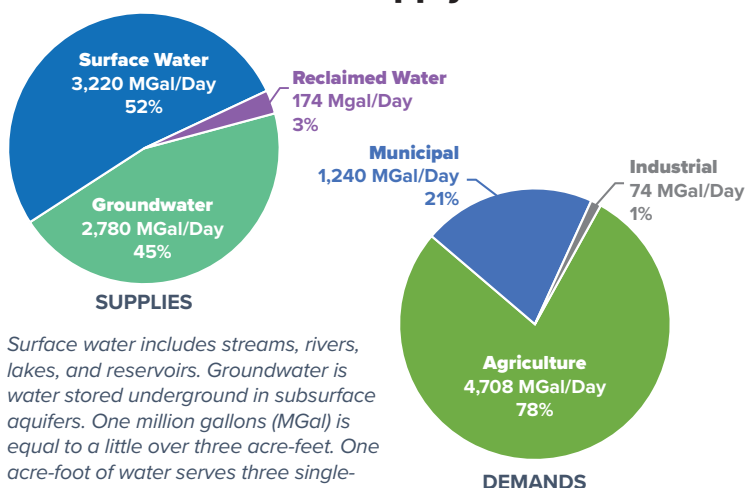 Surface Water
3,220 MGal/Day
52%
Reclaimed Water
174 Mgal/Day
3%
Groundwater
2,780 MGal/Day
45%
SUPPLIES
Municipal
1,240 MGal/Day
21%
Industrial
74 MGal/Day
1%
Agriculture
4,708 MGal/Day
78%
DEMANDS
Surface water includes streams, rivers,
lakes, and reservoirs. Groundwater is
water stored underground in subsurface
aquifers. One million gallons (MGal) is
equal to a little over three acre-feet. One
acre-foot of water serves three single-